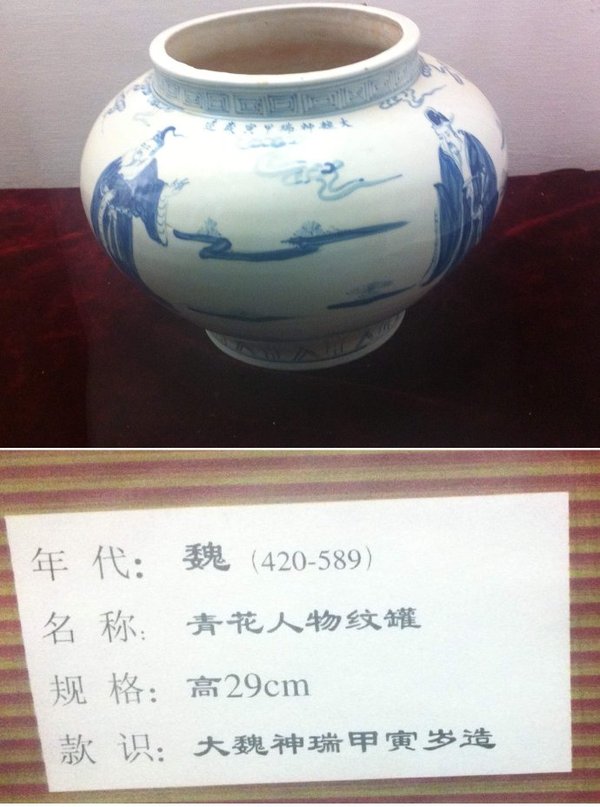 大魏神瑞甲寅歲造
年代：魏（420-589）
名称：青花人物纹罐
规格：高29cm
款识：大魏神瑞甲寅岁造